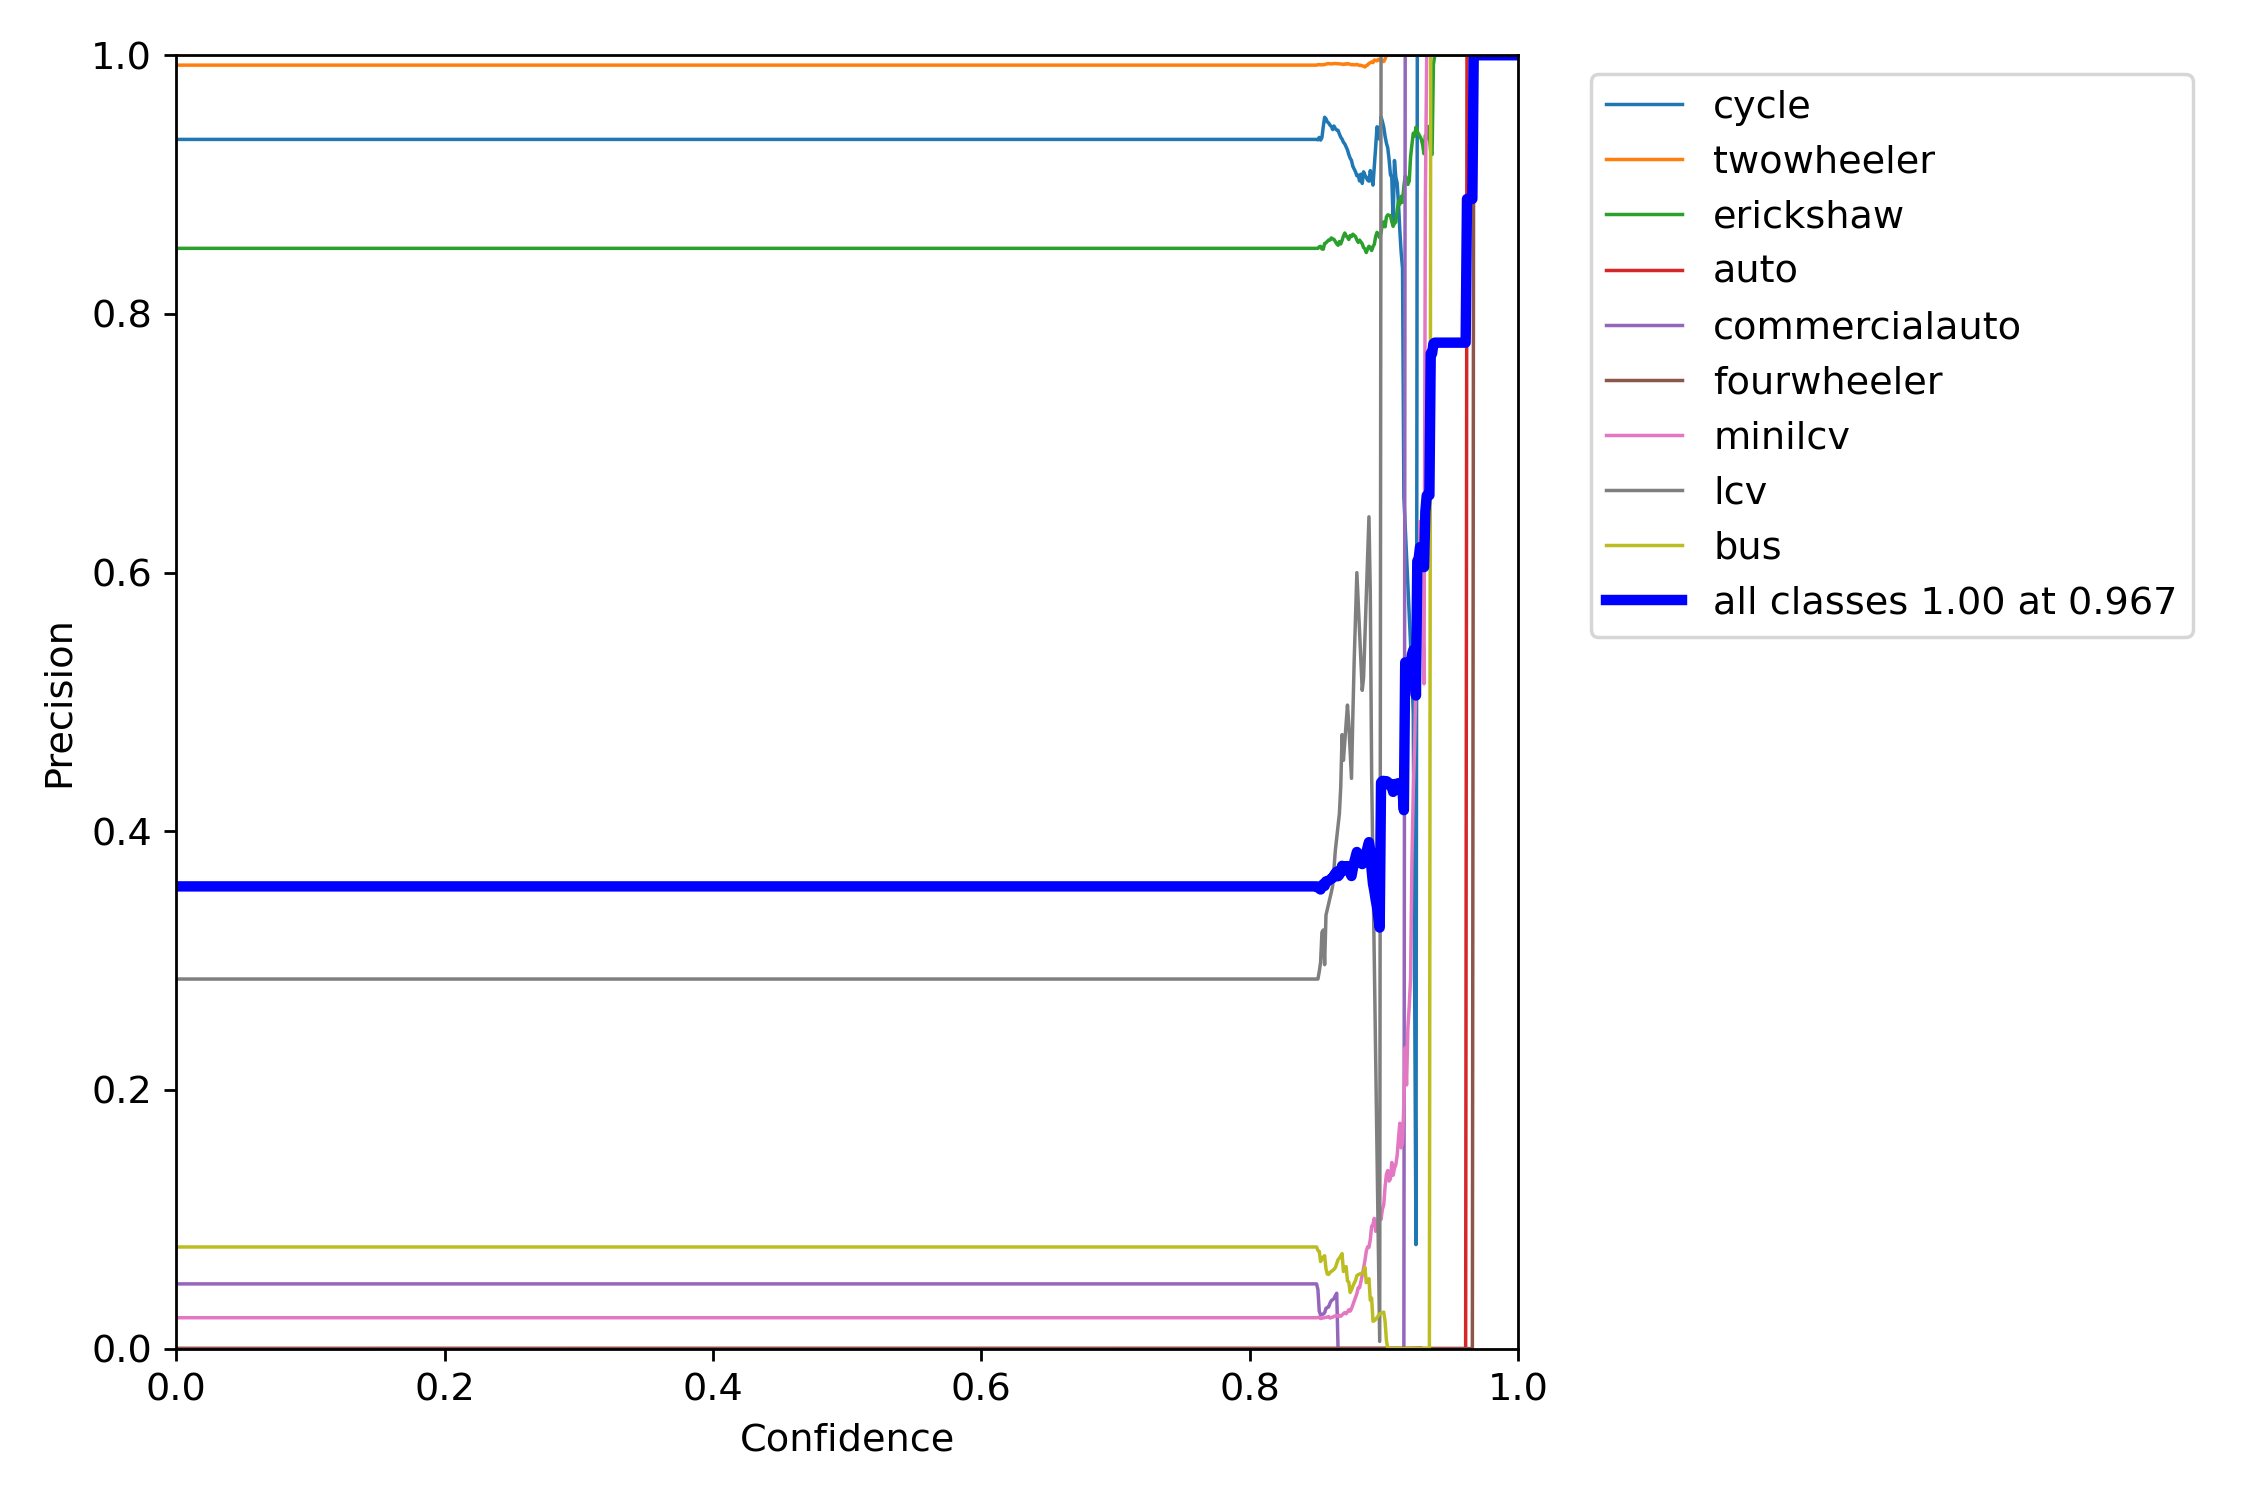 1.0
0.8
0.6
0.4
0.2
0.0
0.0 0.2 0.4 0.6 0.8 1.0
Precision
Confidence
cycle
twowheeler
erickshaw
auto
commercialauto
fourwheeler
minilcv
lcv
bus
all classes 1.00 at 0.967